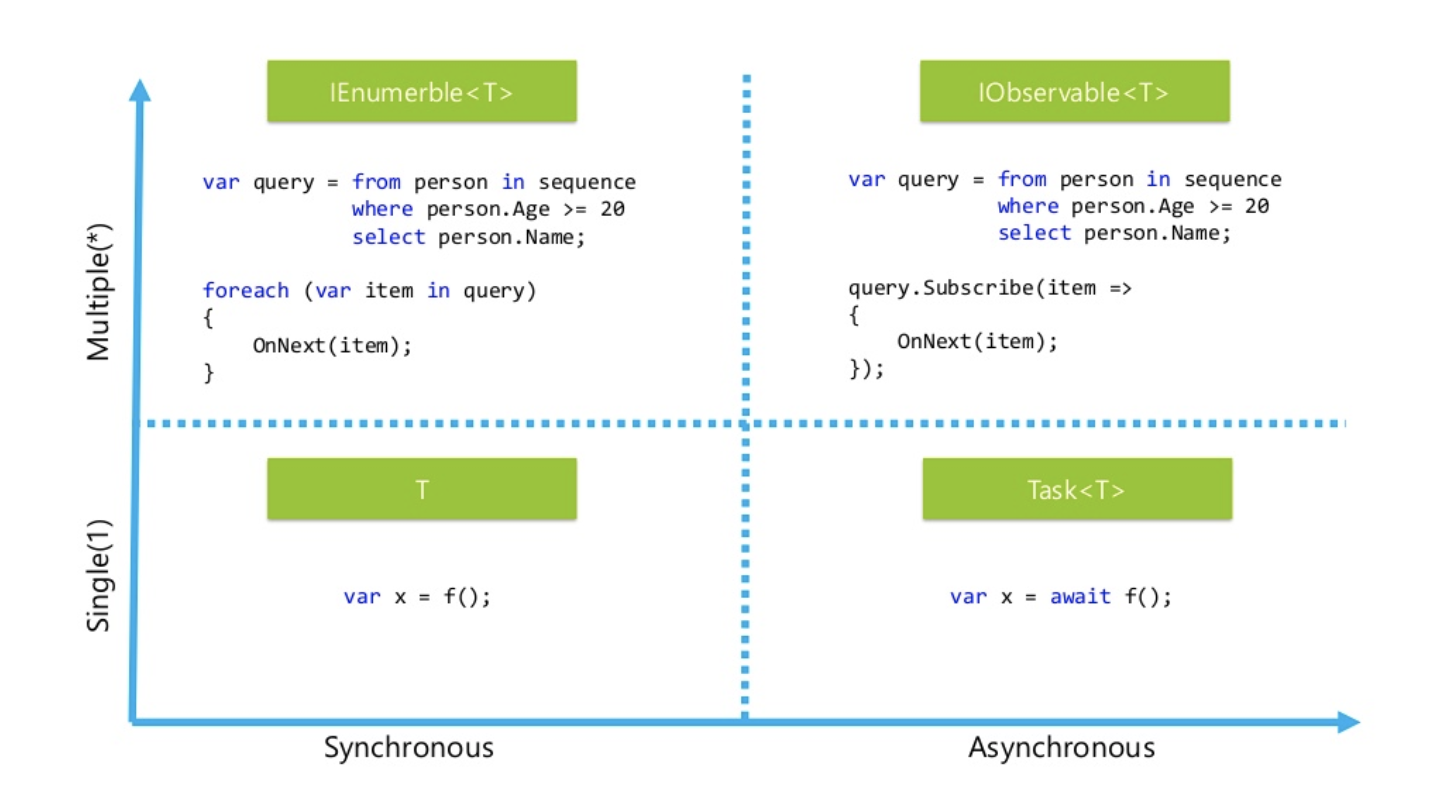 IEnumerble<T>
var query = from person in sequence
where person.Age >= 20
select person.Name;
foreach (var item in query)
{
OnNext(item);
}
IObservable<T>
var query = from person in sequence
where person.Age >= 20
select person.Name;
query.Subscribe(item =>
{
OnNext(item);
});
Multiple(*)
T
var x = f();
Task<T>
var x = await f();
Single(1)
Synchronous
Asynchronous